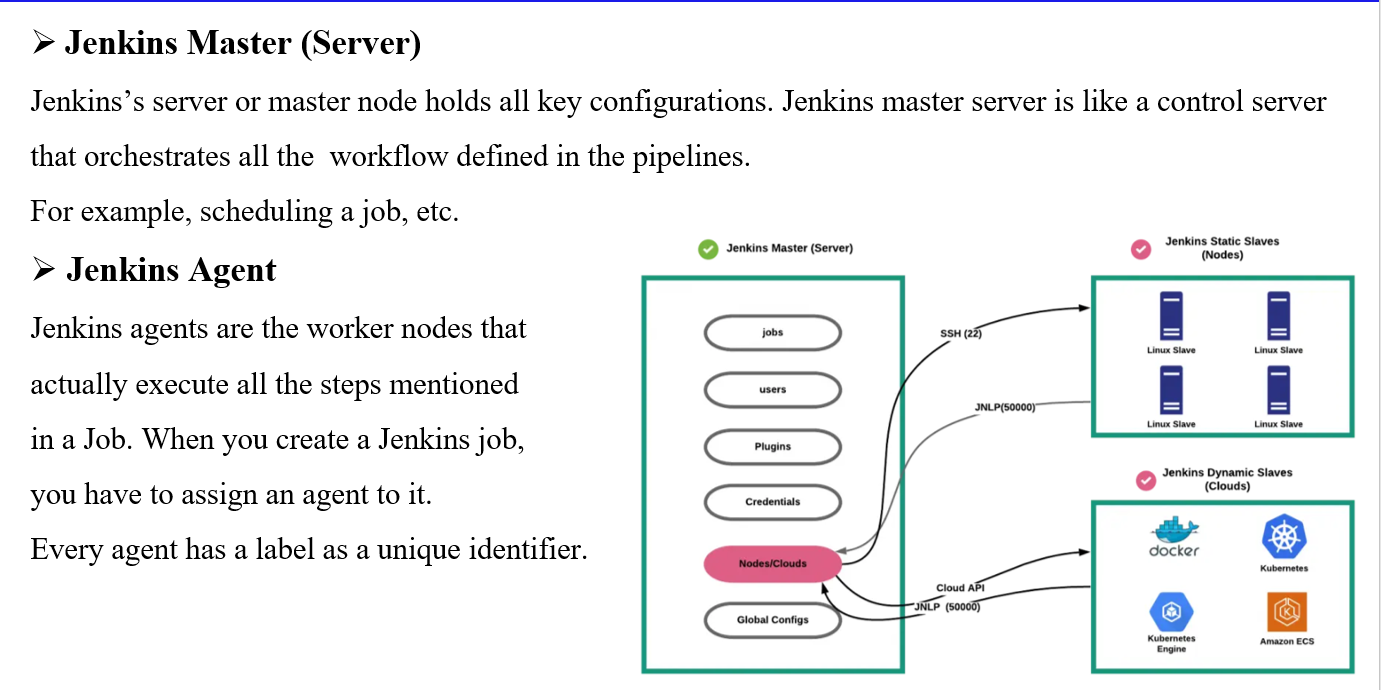 ➢ Jenkins Master (Server)
Jenkins’s server or master node holds all key configurations. Jenkins master server is like a control server
that orchestrates all the  workflow defined in the pipelines.
For example, scheduling a job, etc.
➢ Jenkins Agent
Jenkins agents are the worker nodes that
actually execute all the steps mentioned
in a Job. When you create a Jenkins job,
you have to assign an agent to it.
Every agent has a label as a unique identifier.
Jenkins Master (Server)
jobs
users
Plugins
Credentials
Nodes/Clouds
Global Configs
SSH (22)
JNLP(50000)
Cloud API
JNLP (50000)
Jenkins Static Slaves
(Nodes)
Linux Slave
Linux Slave
Linux Slave
Linux Slave
Jenkins Dynamic Slaves
(Clouds)
docker
Kubernetes
Kubernetes
Engine
Amazon ECS